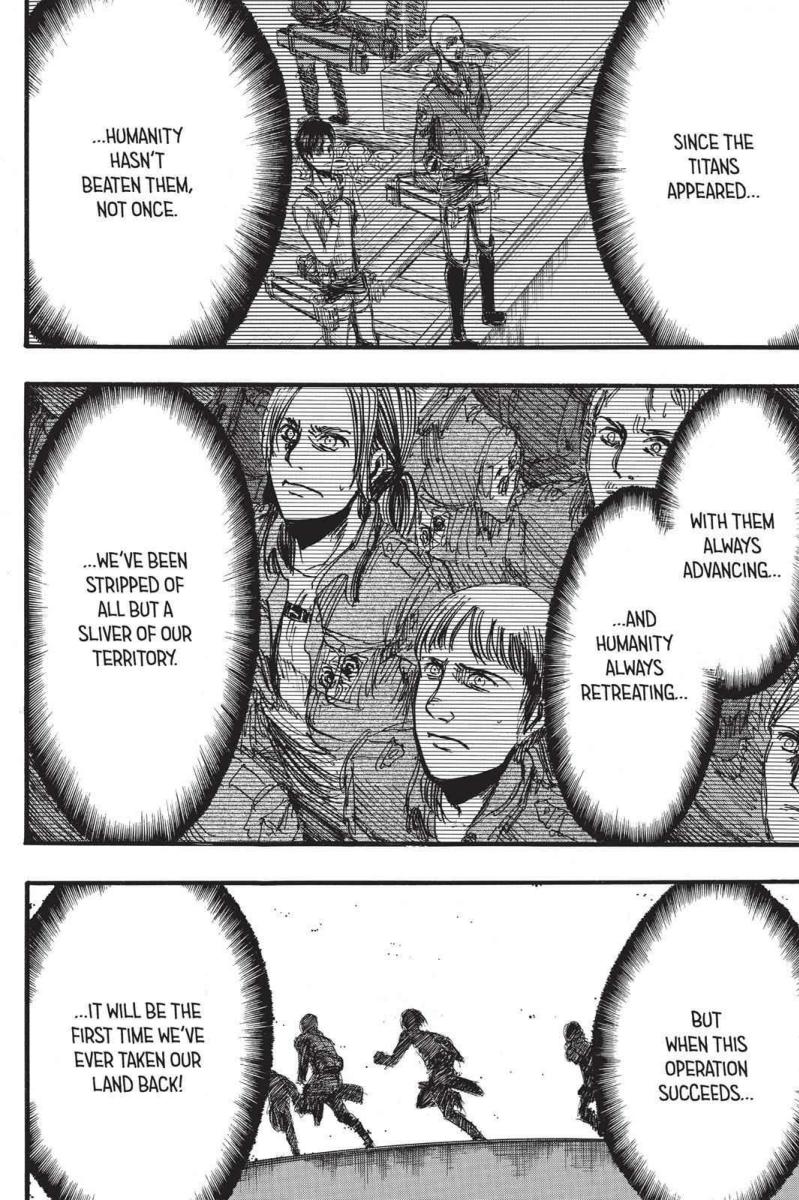 SINCE THE
TITANS
APPEARED...
...HUMANITY
HASN'T
BEATEN THEM,
NOT ONCE.
WITH THEM
ALWAYS
ADVANCING...
...AND
HUMANITY
ALWAYS
RETREATING...
...WE'VE BEEN
STRIPPED OF
ALL BUT A
SLIVER OF OUR
TERRITORY.
BUT
WHEN THIS
OPERATION
SUCCEEDS...
...IT WILL BE THE
FIRST TIME WE'VE
EVER TAKEN OUR
LAND BACK!